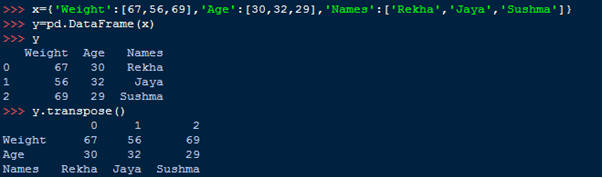 >>> x={'Weight':[67,56,69],'Age':[30,32,29],'Names':['Rekha','Jaya','Sushma']}
>>> y=pd.DataFrame(x)
>>> y
   Weight  Age   Names
0      67   30   Rekha
1      56   32    Jaya
2      69   29  Sushma
>>> y.transpose()
            0     1       2
Weight     67    56      69
Age        30    32      29
Names   Rekha  Jaya  Sushma